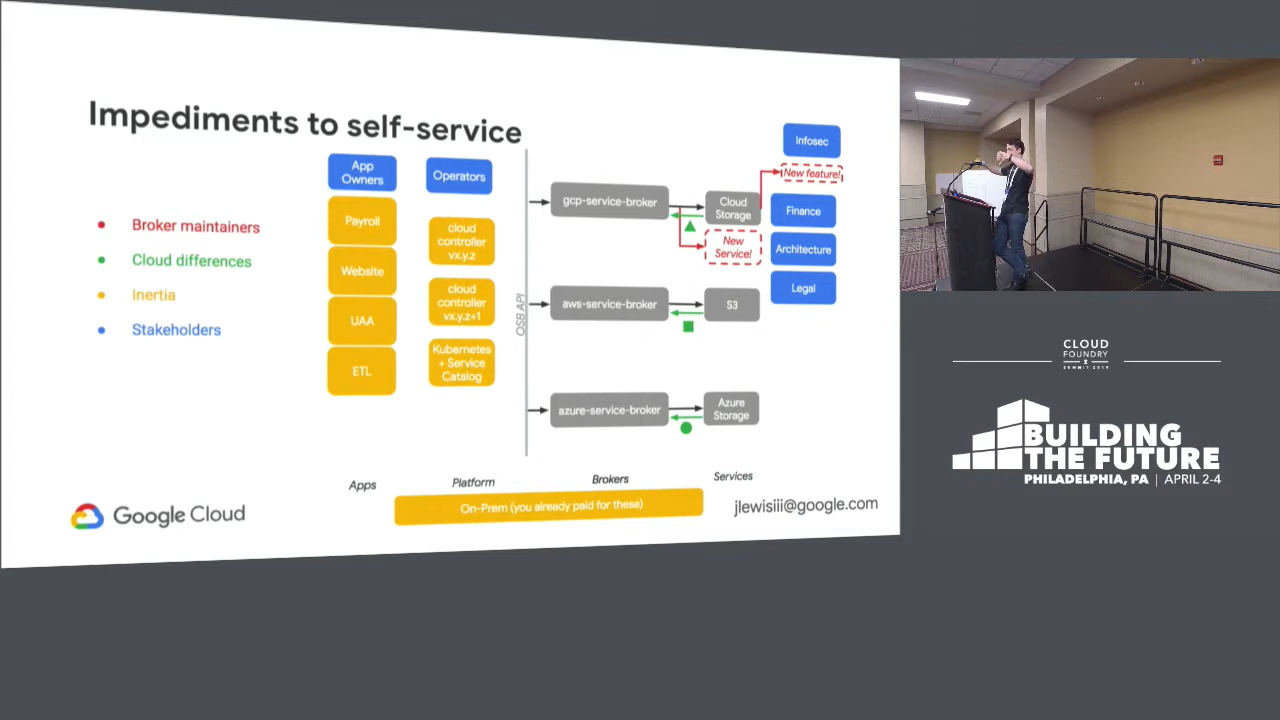 Impediments to self-service
Broker maintainers
Cloud differences
Inertia
Stakeholders
App
Owners
Payroll
Website
UAA
ETL
Operators
cloud
controller
vx.y.z
cloud
controller
vx.y.z+1
Kubernetes
+ Service
Catalog
OSB API
gcp-service-broker
aws-service-broker
azure-service-broker
Cloud
Storage
New
Service!
S3
Azure
Storage
Infosec
New feature!
Finance
Architecture
Legal
Apps
Platform
Brokers
Services
On-Prem (you already paid for these)
Google Cloud
jlewisiii@google.com
CLOUD
FOUNDRY
SUMMIT 2019
BUILDING
THE FUTURE
PHILADELPHIA, PA | APRIL 2-4